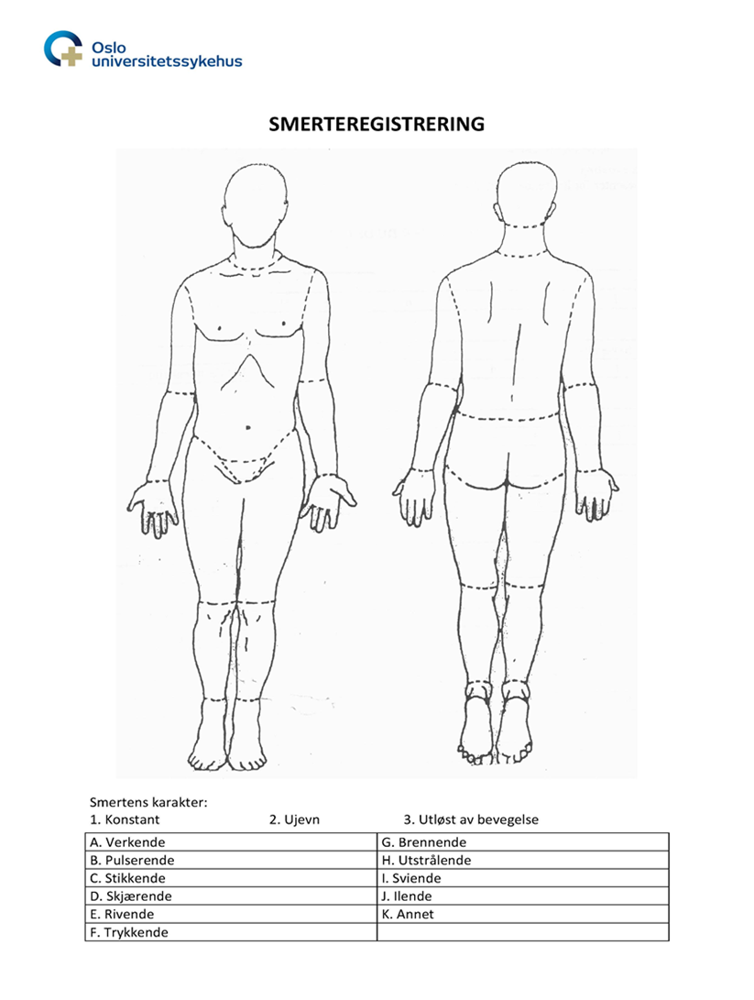 Oslo
universitetssykehus
SMERTEREGISTRERING
Smertens karakter:
1. Konstant 2. Ujevn 3. Utløst av bevegelse
A. Verkende G. Brennende
B. Pulserende H. Utstrålende
C. Stikkende I. Sviende
D. Skjærende J. Ilende
E. Rivende K. Annet
F. Trykkende